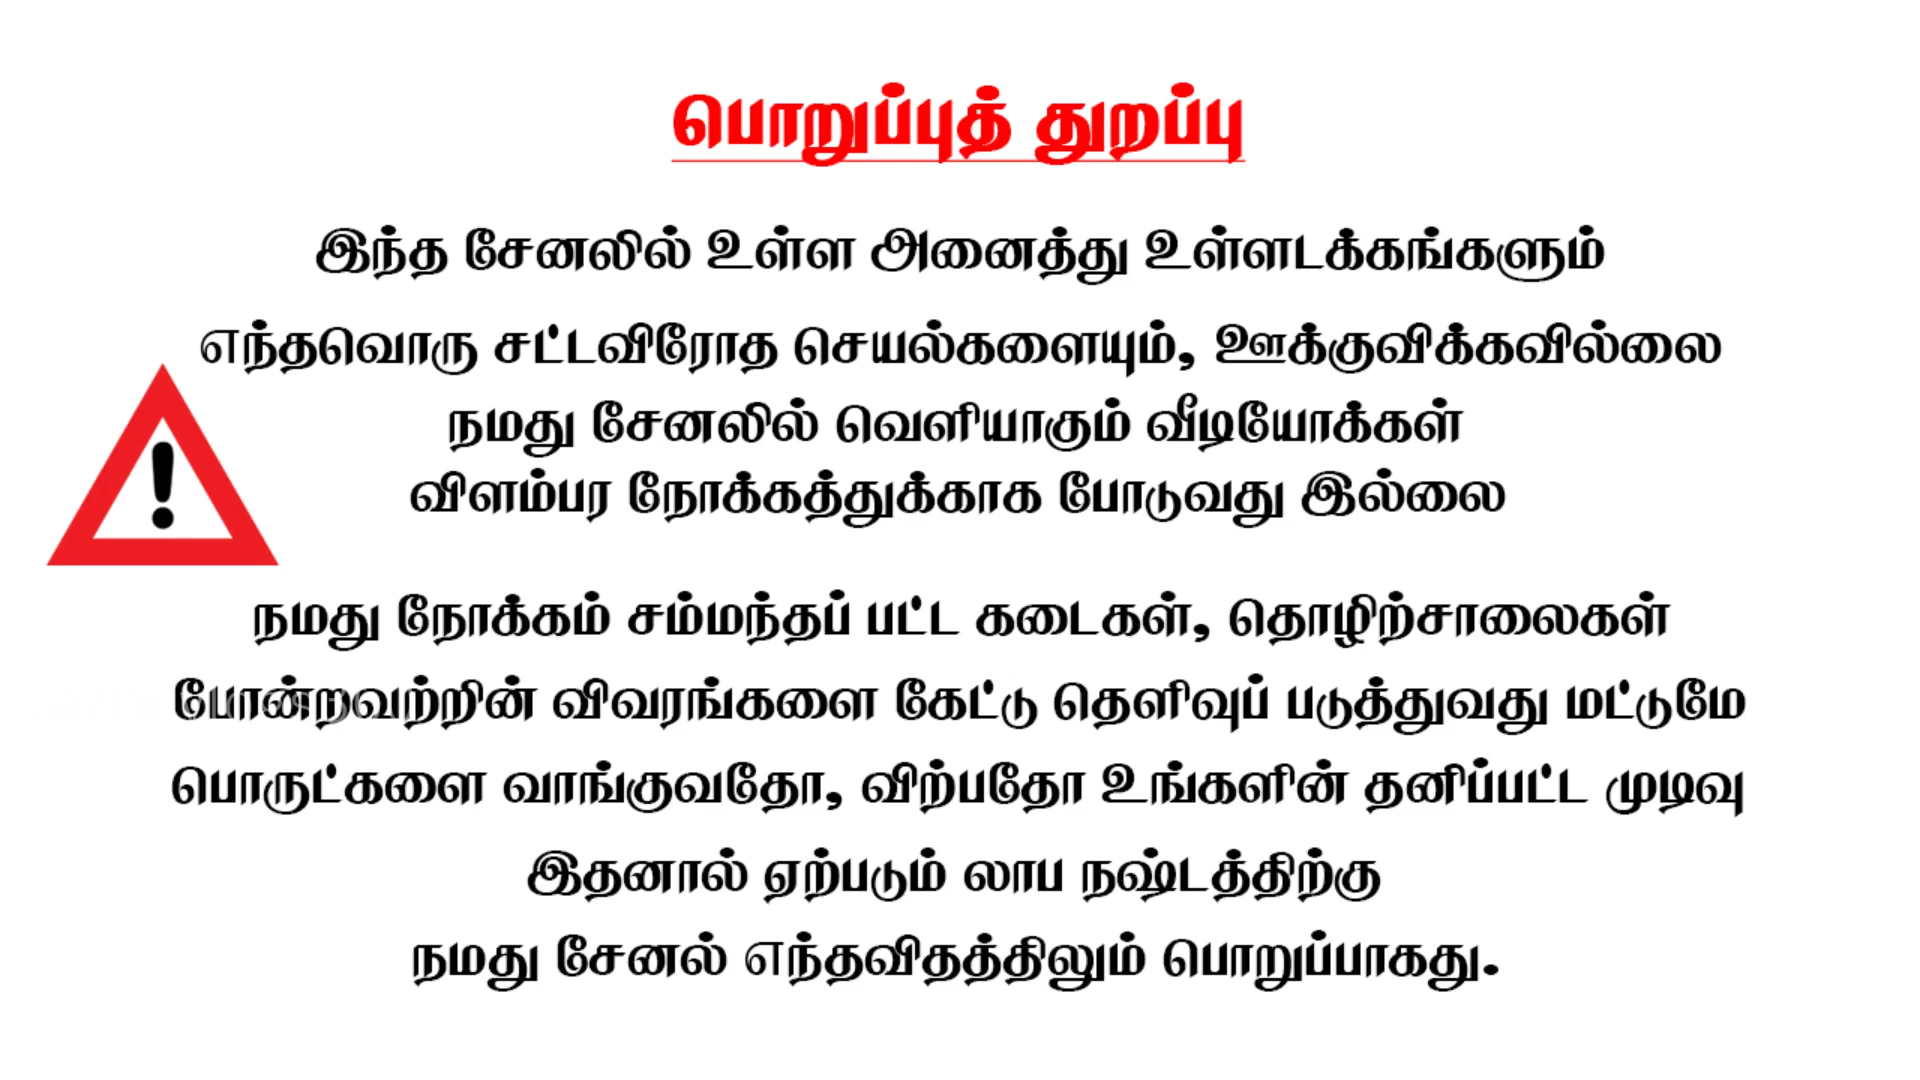 பொறுப்புத் துறப்பு
இந்த சேனலில் உள்ள அனைத்து உள்ளடக்கங்களும்
எந்தவொரு சட்டவிரோத செயல்களையும், ஊக்குவிக்கவில்லை
நமது சேனலில் வெளியாகும் வீடியோக்கள்
விளம்பர நோக்கத்துக்காக போடுவது இல்லை
நமது நோக்கம் சம்மந்தப் பட்ட கடைகள், தொழிற்சாலைகள்
போன்றவற்றின் விவரங்களை கேட்டு தெளிவுப் படுத்துவது மட்டுமே
பொருட்களை வாங்குவதோ, விற்பதோ உங்களின் தனிப்பட்ட முடிவு
இதனால் ஏற்படும் லாப நஷ்டத்திற்கு
நமது சேனல் எந்தவிதத்திலும் பொறுப்பாகது.